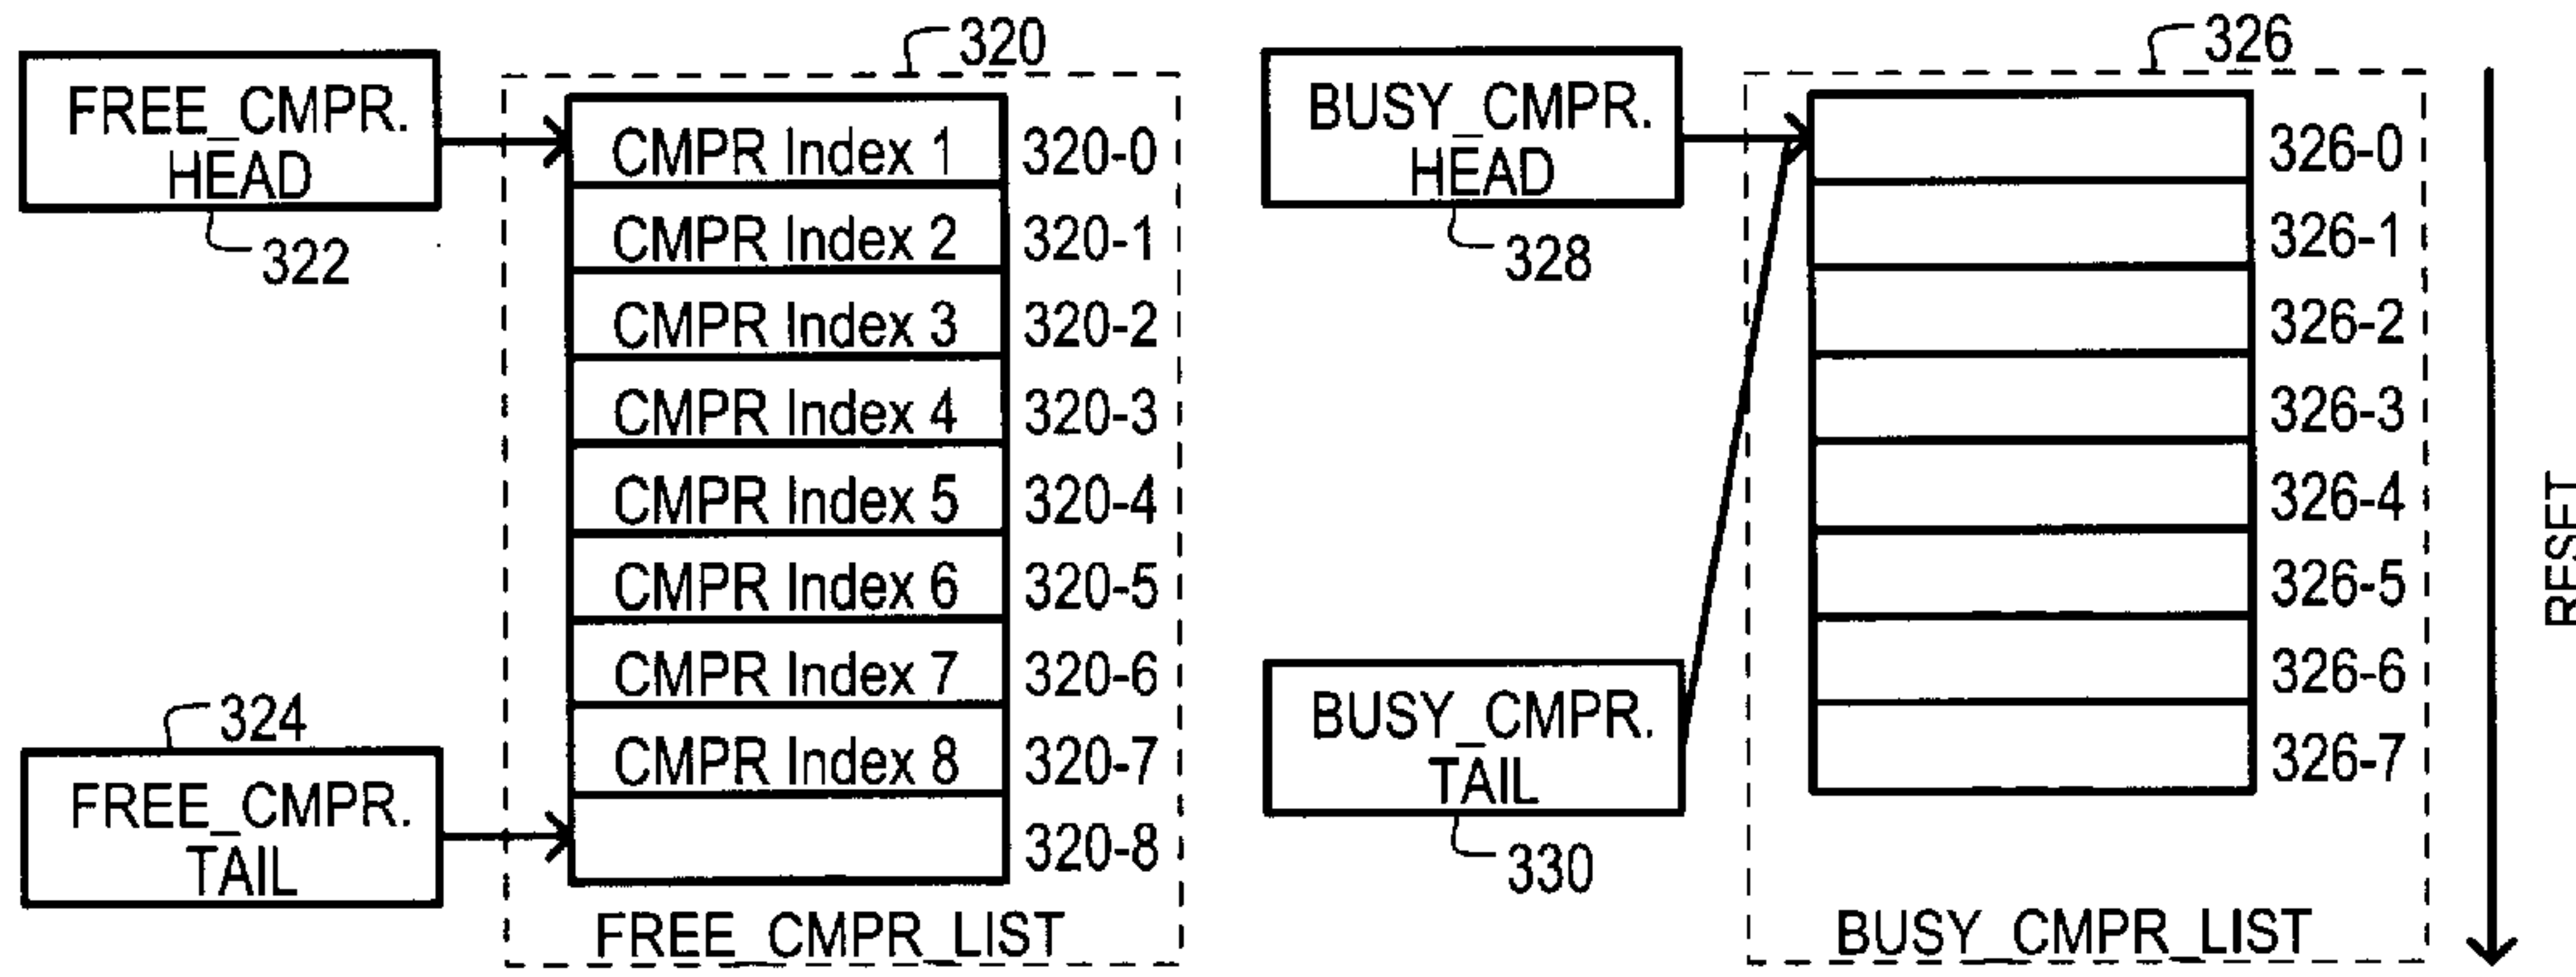 320
FREE_CMPR.
HEAD
322
CMPR Index 1 320-0
CMPR Index 2 320-1
CMPR Index 3 320-2
CMPR Index 4 320-3
CMPR Index 5 320-4
CMPR Index 6 320-5
CMPR Index 7 320-6
CMPR Index 8 320-7
320-8
324
FREE_CMPR.
TAIL
FREE_CMPR_LIST
326
BUSY_CMPR.
HEAD
328
326-0
326-1
326-2
326-3
326-4
326-5
326-6
326-7
BUSY_CMPR.
TAIL
330
BUSY_CMPR_LIST
RESET